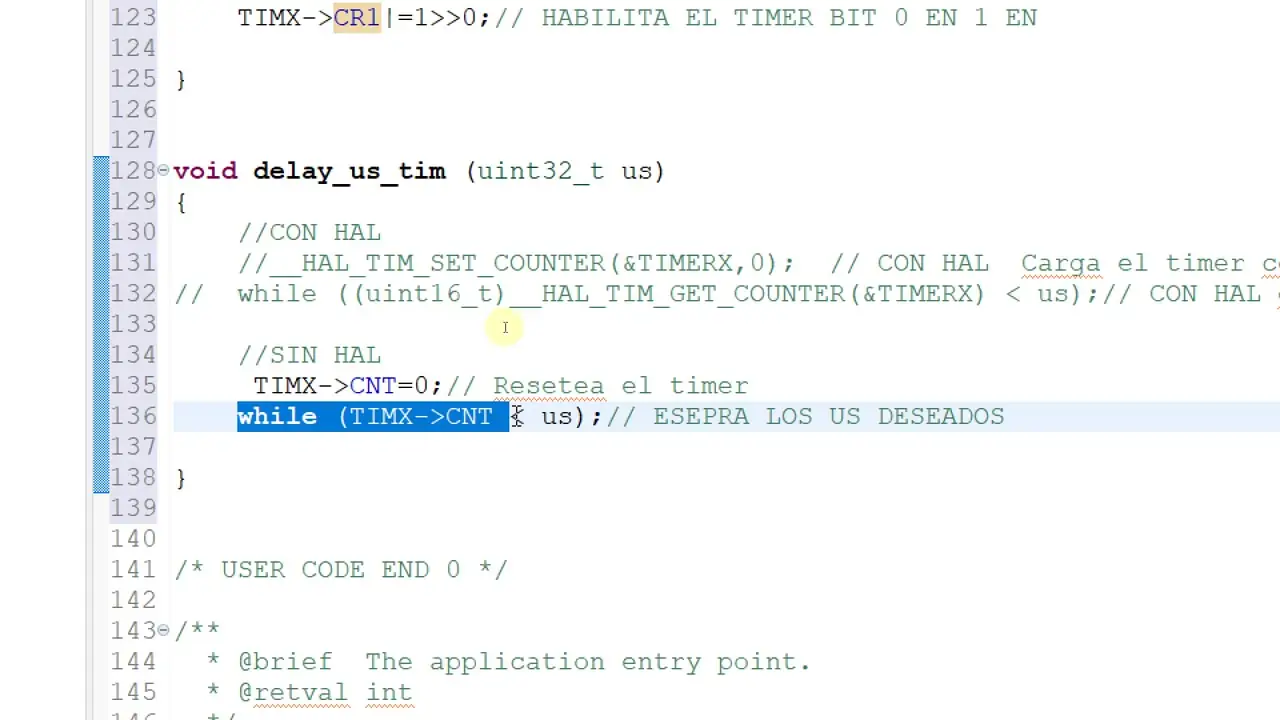 123 TIMX->CR1|=1>>0;// HABILITA EL TIMER BIT 0 EN 1 EN
124
125 }
126
127
128 void delay_us_tim (uint32_t us)
129 {
130 //CON HAL
131 //__HAL_TIM_SET_COUNTER(&TIMERX,0); // CON HAL Carga el timer
132 // while ((uint16_t)__HAL_TIM_GET_COUNTER(&TIMERX) < us);// CON HAL
133
134 //SIN HAL
135 TIMX->CNT=0;// Resetea el timer
136 while (TIMX->CNT < us);// ESEPRA LOS US DESEADOS
137
138 }
139
140
141 /* USER CODE END 0 */
142
143 /**
144 * @brief The application entry point.
145 * @retval int
146 */